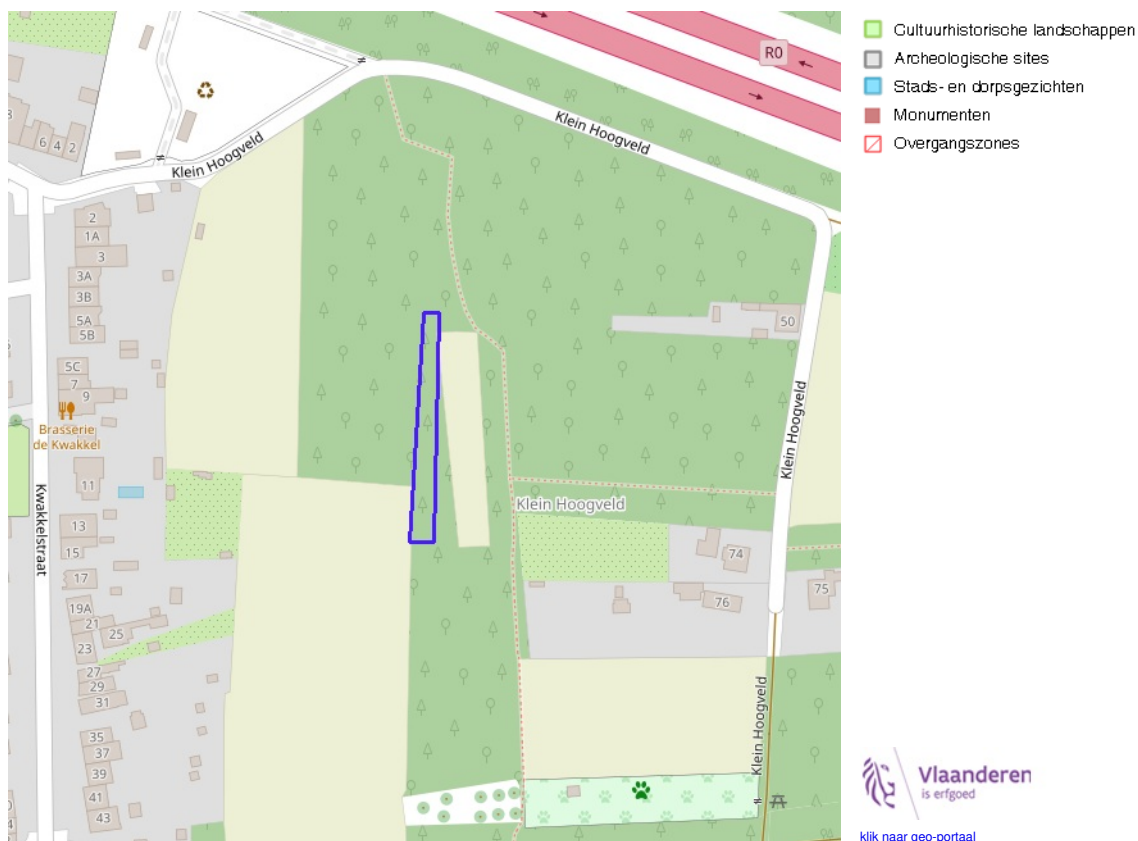 R0
Klein Hoogveld
Klein Hoogveld
6 4 2
2
1A
3
3A
3B
5A
5B
5C
7
9
50
Brasserie
de Kwakkel
Klein Hoogveld
11
Kwakkelstraat
Klein Hoogveld
13
15
74
17
75
76
19A
21
25
23
27
29
31
Klein Hoogveld
35
37
39
41
43
Cultuurhistorische landschappen
Archeologische sites
Stads- en dorpsgezichten
Monumenten
Overgangszones
Vlaanderen
is erfgoed
klik naar geo-portaal